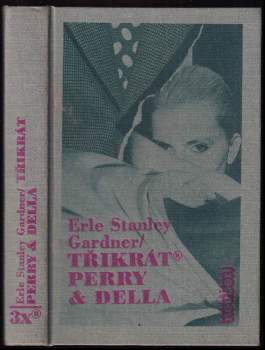 Erle Stanley Gardner/ TŘIKRÁT
PERRY & DELLA
3X®
Erle Stanley
Gardner/
TŘIKRÁT®
PERRY
& DELLA